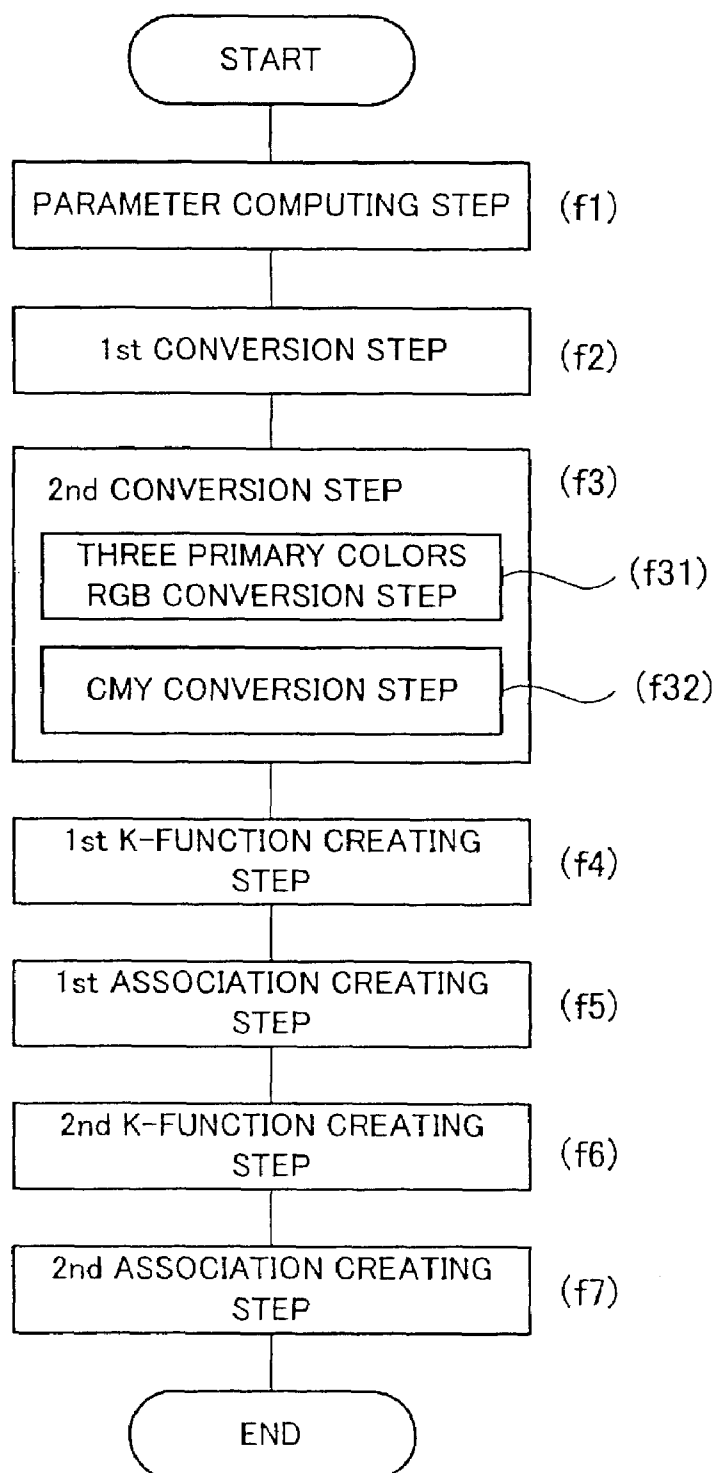 START
PARAMETER COMPUTING STEP (f1)
1st CONVERSION STEP (f2)
2nd CONVERSION STEP (f3)
THREE PRIMARY COLORS
RGB CONVERSION STEP (f31)
CMY CONVERSION STEP (f32)
1st K-FUNCTION CREATING
STEP (f4)
1st ASSOCIATION CREATING
STEP (f5)
2nd K-FUNCTION CREATING
STEP (f6)
2nd ASSOCIATION CREATING
STEP (f7)
END